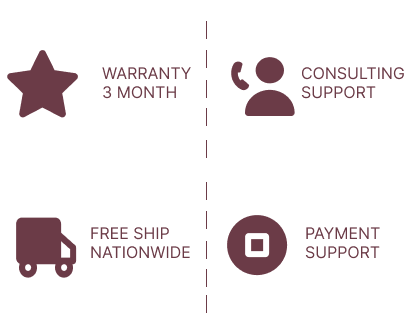 WARRANTY
3 MONTH
CONSULTING
SUPPORT
FREE SHIP
NATIONWIDE
PAYMENT
SUPPORT